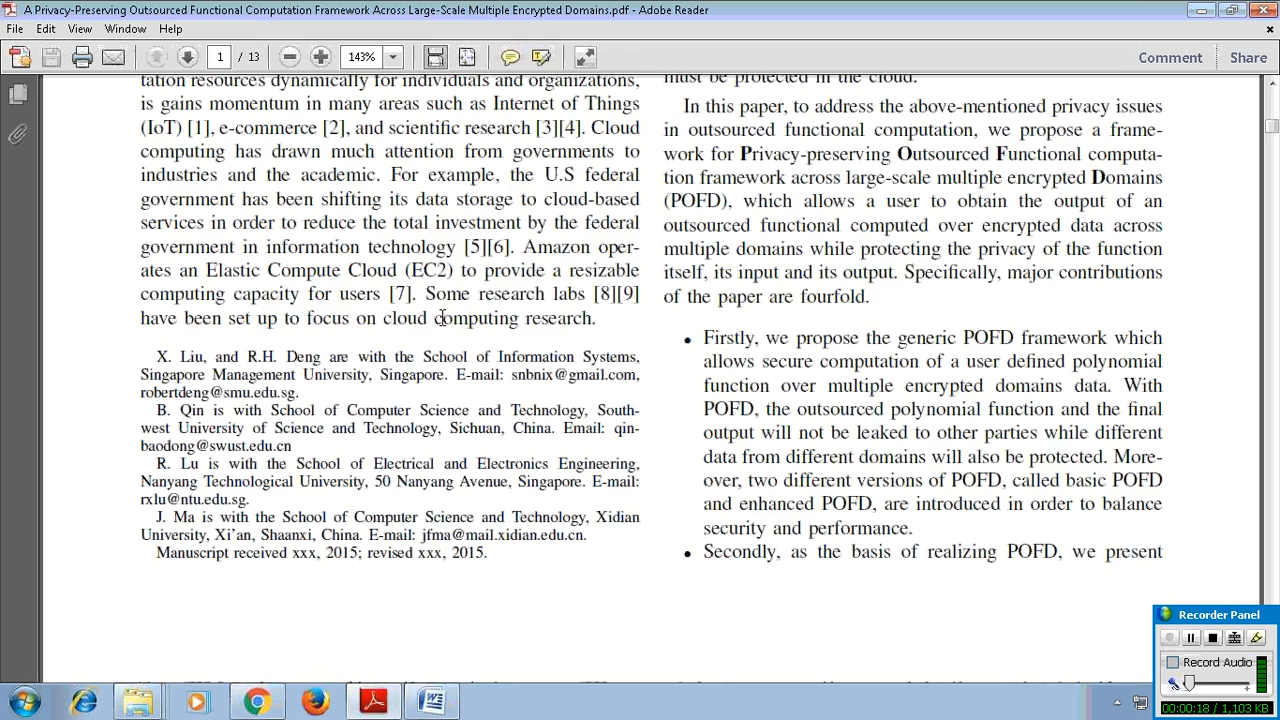 A Privacy-Preserving Outsourced Functional Computation Framework Across Large-Scale Multiple Encrypted Domains.pdf - Adobe Reader
File Edit View Window Help
1 / 13 143% Comment Share
tation resources dynamically for individuals and organizations,
is gains momentum in many areas such as Internet of Things
(IoT) [1], e-commerce [2], and scientific research [3][4]. Cloud
computing has drawn much attention from governments to
industries and the academic. For example, the U.S federal
government has been shifting its data storage to cloud-based
services in order to reduce the total investment by the federal
government in information technology [5][6]. Amazon oper-
ates an Elastic Compute Cloud (EC2) to provide a resizable
computing capacity for users [7]. Some research labs [8][9]
have been set up to focus on cloud computing research.
X. Liu, and R.H. Deng are with the School of Information Systems,
Singapore Management University, Singapore. E-mail: snbnix@gmail.com,
robertdeng@smu.edu.sg.
B. Qin is with School of Computer Science and Technology, South-
west University of Science and Technology, Sichuan, China. Email: qin-
baodong@swust.edu.cn
R. Lu is with the School of Electrical and Electronics Engineering,
Nanyang Technological University, 50 Nanyang Avenue, Singapore. E-mail:
rxlu@ntu.edu.sg.
J. Ma is with the School of Computer Science and Technology, Xidian
University, Xi'an, Shaanxi, China. E-mail: jfma@mail.xidian.edu.cn.
Manuscript received xxx, 2015; revised xxx, 2015.
must be protected in the cloud.
In this paper, to address the above-mentioned privacy issues
in outsourced functional computation, we propose a frame-
work for Privacy-preserving Outsourced Functional computa-
tion framework across large-scale multiple encrypted Domains
(POFD), which allows a user to obtain the output of an
outsourced functional computed over encrypted data across
multiple domains while protecting the privacy of the function
itself, its input and its output. Specifically, major contributions
of the paper are fourfold.
• Firstly, we propose the generic POFD framework which
allows secure computation of a user defined polynomial
function over multiple encrypted domains data. With
POFD, the outsourced polynomial function and the final
output will not be leaked to other parties while different
data from different domains will also be protected. More-
over, two different versions of POFD, called basic POFD
and enhanced POFD, are introduced in order to balance
security and performance.
• Secondly, as the basis of realizing POFD, we present
Recorder Panel
Record Audio
00:00:18 / 1,103 KB